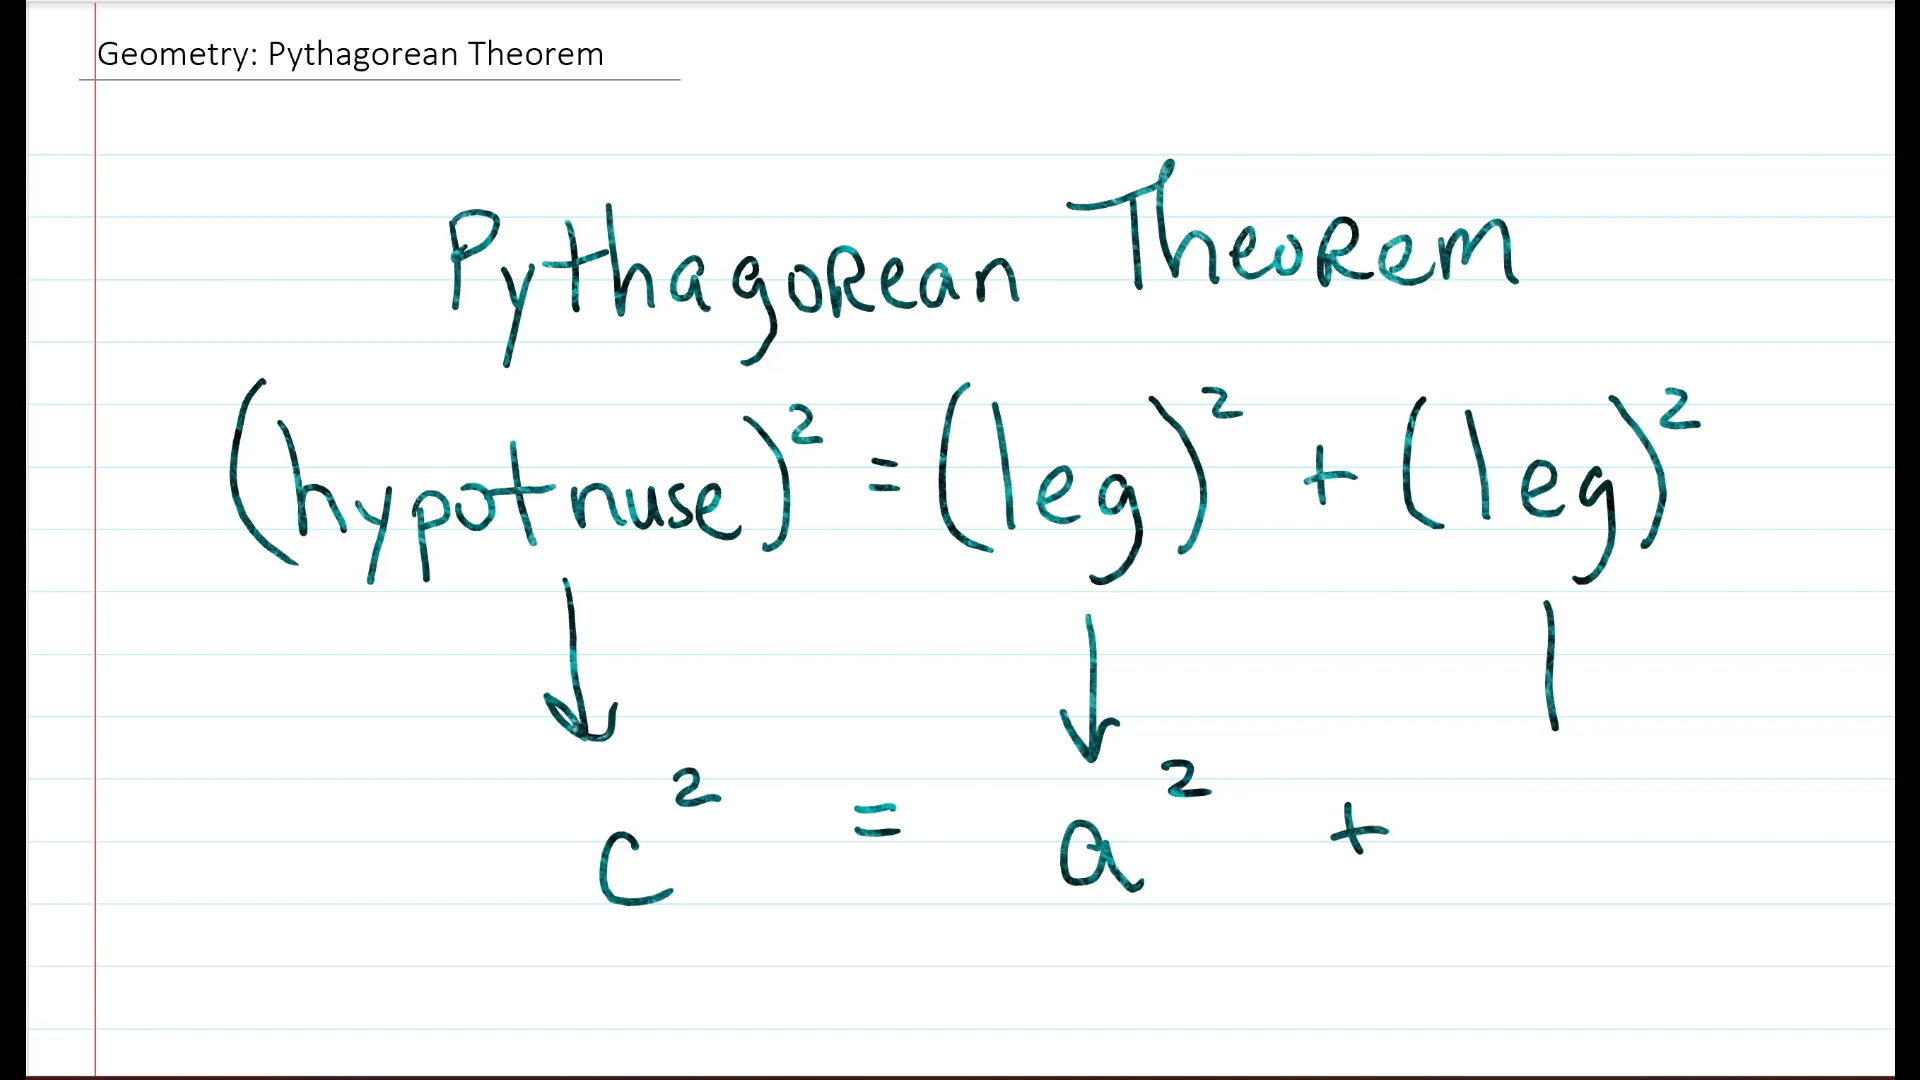 Geometry: Pythagorean Theorem
Pythagorean Theorem
(hypotnuse)² = (leg)² + (leg)²
c² = a² +